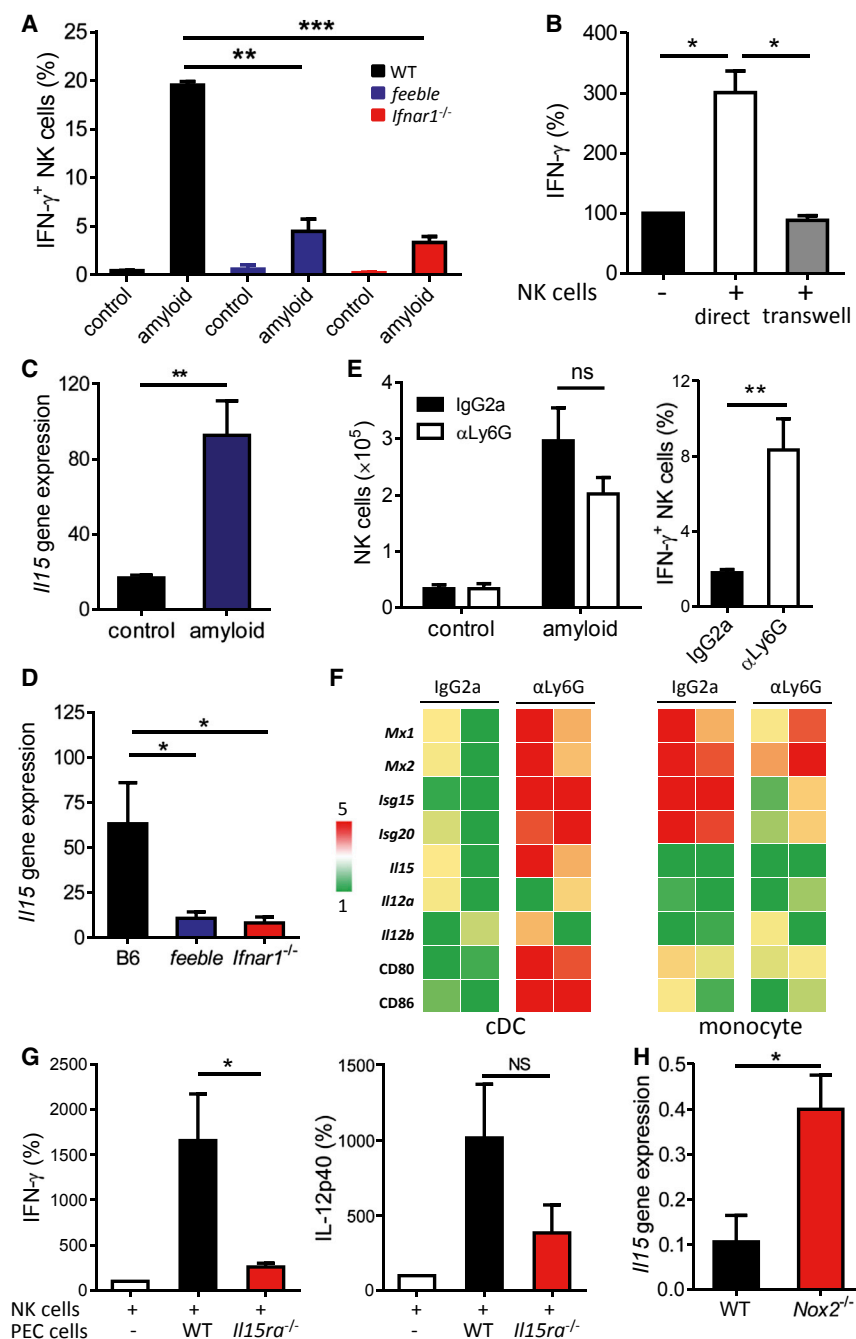 A
IFN-γ+ NK cells (%)
25
20
15
10
5
0
***
**
WT
feeble
Ifnar1-/-
control
amyloid
control
amyloid
control
amyloid
B
IFN-γ (%)
400
300
200
100
0
* *
NK cells - + +
direct transwell
C
Il15 gene expression
120
80
40
0
**
control amyloid
E
NK cells (×10⁵)
4
3
2
1
0
IgG2a
αLy6G
ns
control amyloid
IFN-γ+ NK cells (%)
12
8
4
0
**
IgG2a
αLy6G
D
Il15 gene expression
125
100
75
50
25
0
*
*
B6 feeble Ifnar1-/-
F
IgG2a αLy6G IgG2a αLy6G
5
1
Mx1
Mx2
Isg15
Isg20
Il15
Il12a
Il12b
CD80
CD86
cDC monocyte
G
IFN-γ (%)
2500
2000
1500
1000
500
0
*
NK cells + + +
PEC cells - WT Il15rα-/-
IL-12p40 (%)
1500
1000
500
0
NS
+ + +
- WT Il15rα-/-
H
Il15 gene expression
0.5
0.4
0.3
0.2
0.1
0.0
*
WT Nox2-/-